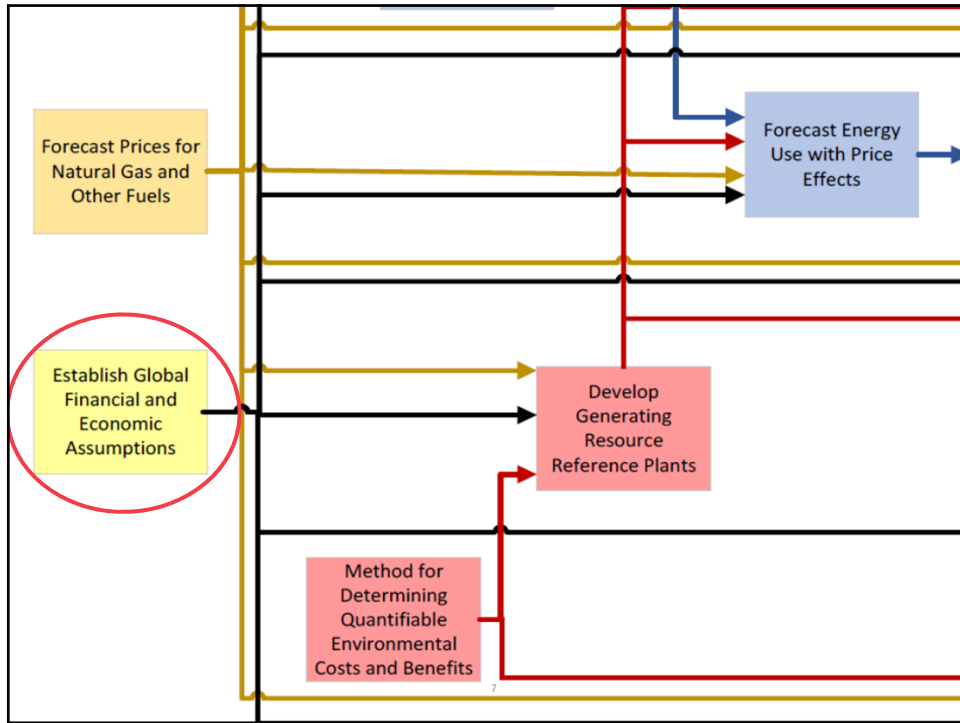 Forecast Prices for
Natural Gas and
Other Fuels
Forecast Energy
Use with Price
Effects
Establish Global
Financial and
Economic
Assumptions
Develop
Generating
Resource
Reference Plants
Method for
Determining
Quantifiable
Environmental
Costs and Benefits
7